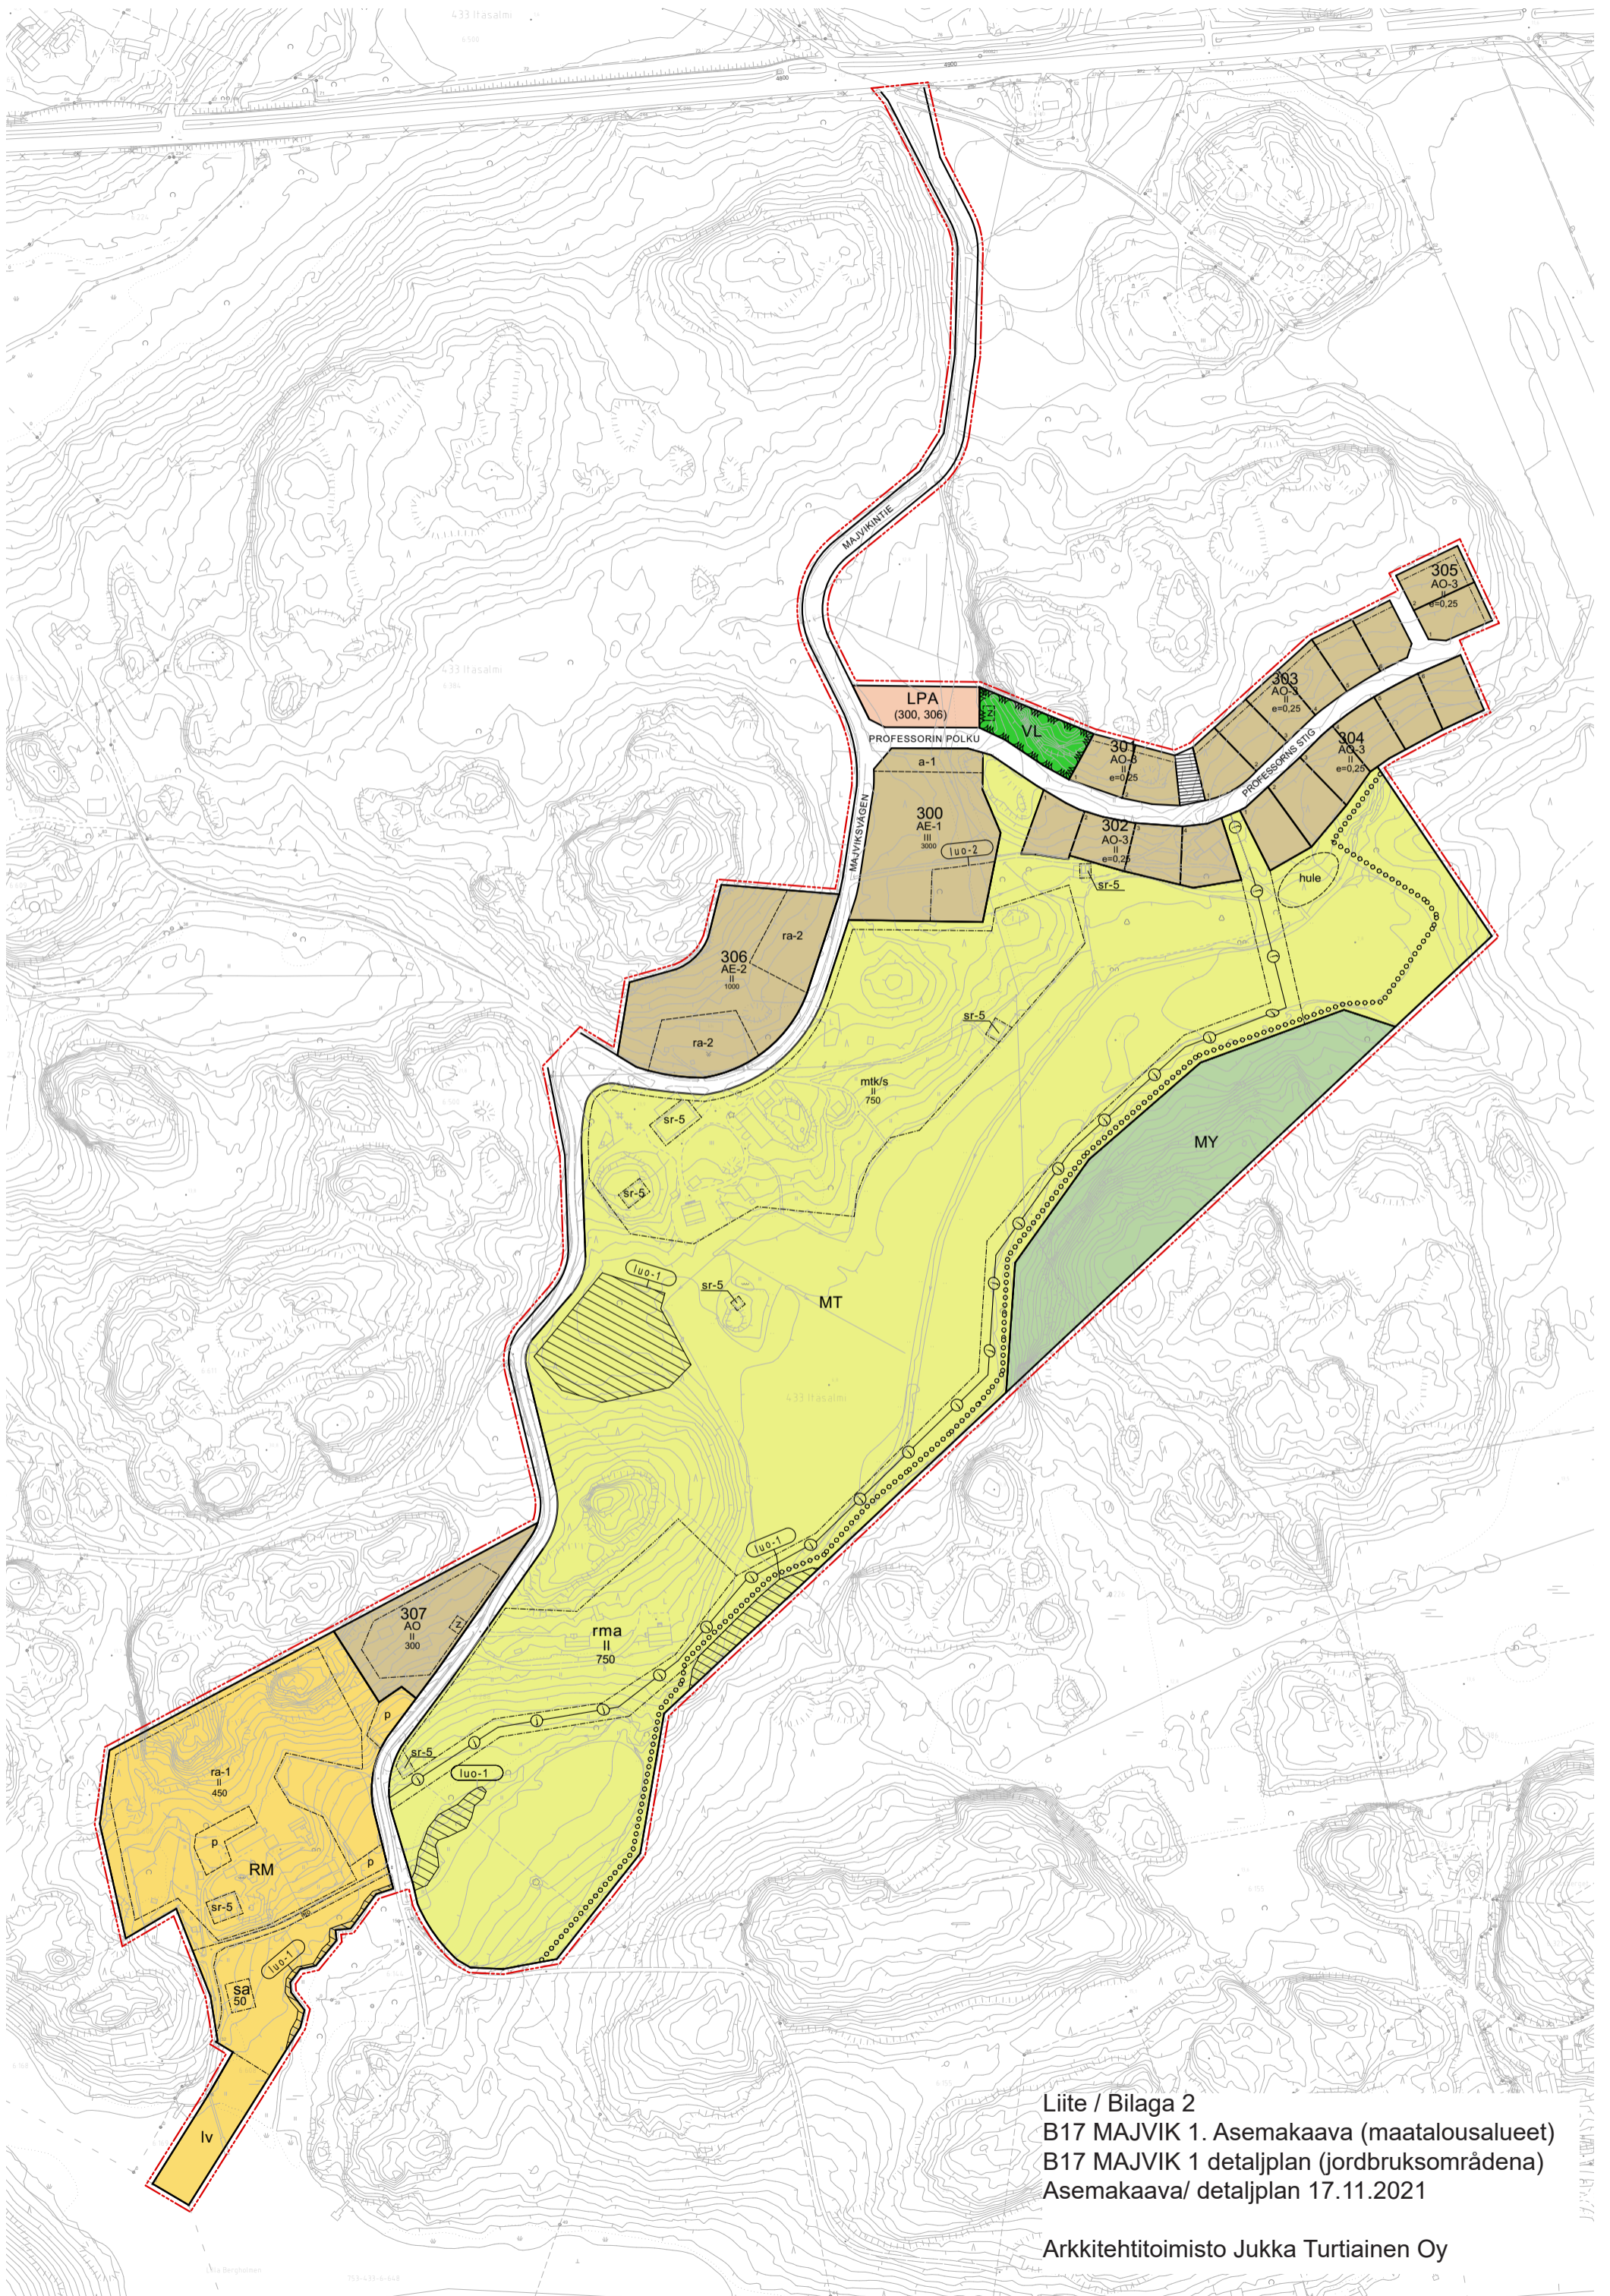 433 Itäsalmi
MAJVIKINTIE
305
AO-3
II
e=0,25
433 Itäsalmi
LPA
(300, 306)
z
VL
PROFESSORIN POLKU
303
AO-3
II
e=0,25
301
AO-3
II
e=0,25
304
AO-3
II
e=0,25
PROFESSORNS STIG
a-1
300
AE-1
III
3000
luo-2
MAJVIKSVÄGEN
302
AO-3
II
e=0,25
sr-5
hule
306
AE-2
II
1000
ra-2
ra-2
sr-5
mtk/s
II
750
sr-5
MY
sr-5
luo-1
sr-5
MT
433 Itäsalmi
luo-1
307
AO
II
300
z
rma
II
750
p
sr-5
luo-1
ra-1
II
450
p
p
RM
sr-5
luo-1
sa
50
lv
Liite / Bilaga 2
B17 MAJVIK 1. Asemakaava (maatalousalueet)
B17 MAJVIK 1 detaljplan (jordbruksområdena)
Asemakaava/ detaljplan 17.11.2021
Arkkitehtitoimisto Jukka Turtiainen Oy